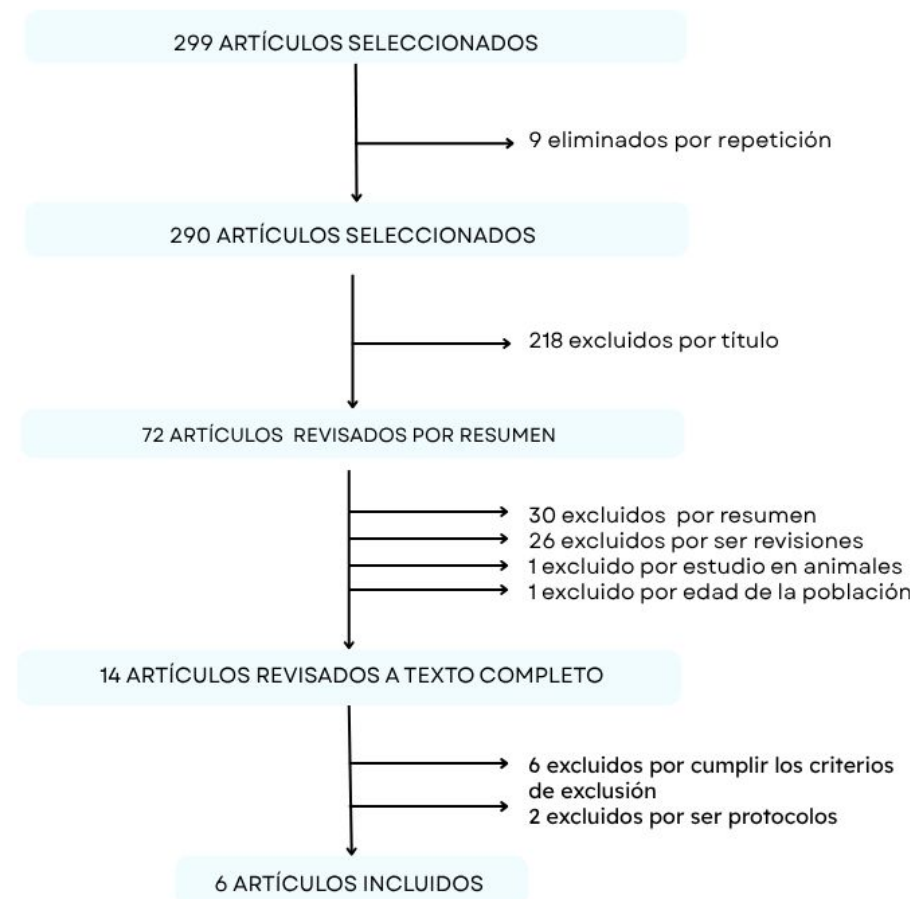 299 ARTÍCULOS SELECCIONADOS
9 eliminados por repetición
290 ARTÍCULOS SELECCIONADOS
218 excluidos por título
72 ARTÍCULOS REVISADOS POR RESUMEN
30 excluidos por resumen
26 excluidos por ser revisiones
1 excluido por estudio en animales
1 excluido por edad de la población
14 ARTÍCULOS REVISADOS A TEXTO COMPLETO
6 excluidos por cumplir los criterios
de exclusión
2 excluidos por ser protocolos
6 ARTÍCULOS INCLUIDOS